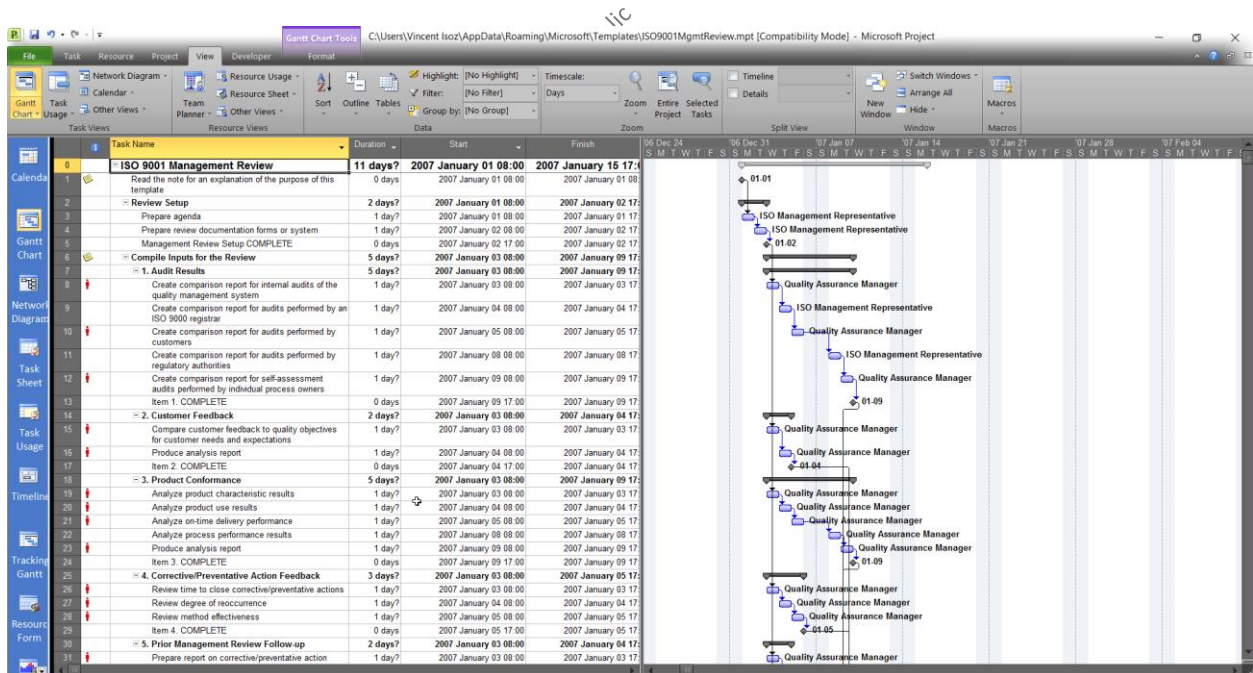 lic
Gantt Chart Tools C:\Users\Vincent Isoz\AppData\Roaming\Microsoft\Templates\ISO9001MgmtReview.mpt [Compatibility Mode] - Microsoft Project
File Task Resource Project View Developer Format
Network Diagram Resource Usage Highlight: [No Highlight] Timescale: Timeline Switch Windows
Calendar Resource Sheet Filter: [No Filter] Days Details Arrange All
Gantt Chart Task Usage Other Views Team Planner Other Views Sort Outline Tables Group by: [No Group] Zoom Entire Project Selected Tasks New Window Hide Macros
Task Views Resource Views Data Zoom Split View Window Macros
Task Name Duration Start Finish '06 Dec 24 '06 Dec 31 '07 Jan 07 '07 Jan 14 '07 Jan 21 '07 Jan 28 '07 Feb 04
S M T W T F S S M T W T F S S M T W T F S S M T W T F S S M T W T F S S M T W T F S S M T W T F
0 ISO 9001 Management Review 11 days? 2007 January 01 08:00 2007 January 15 17:
1 Read the note for an explanation of the purpose of this 0 days 2007 January 01 08:00 2007 January 01 08: 01-01
template
2 Review Setup 2 days? 2007 January 01 08:00 2007 January 02 17:
3 Prepare agenda 1 day? 2007 January 01 08:00 2007 January 01 17: ISO Management Representative
4 Prepare review documentation forms or system 1 day? 2007 January 02 08:00 2007 January 02 17: ISO Management Representative
5 Management Review Setup COMPLETE 0 days 2007 January 02 17:00 2007 January 02 17: 01-02
6 Compile Inputs for the Review 5 days? 2007 January 03 08:00 2007 January 09 17:
7 1. Audit Results 5 days? 2007 January 03 08:00 2007 January 09 17:
8 Create comparison report for internal audits of the 1 day? 2007 January 03 08:00 2007 January 03 17: Quality Assurance Manager
quality management system
9 Create comparison report for audits performed by an 1 day? 2007 January 04 08:00 2007 January 04 17: ISO Management Representative
ISO 9000 registrar
10 Create comparison report for audits performed by 1 day? 2007 January 05 08:00 2007 January 05 17: Quality Assurance Manager
customers
11 Create comparison report for audits performed by 1 day? 2007 January 08 08:00 2007 January 08 17: ISO Management Representative
regulatory authorities
12 Create comparison report for self-assessment 1 day? 2007 January 09 08:00 2007 January 09 17: Quality Assurance Manager
audits performed by individual process owners
13 Item 1. COMPLETE 0 days 2007 January 09 17:00 2007 January 09 17: 01-09
14 2. Customer Feedback 2 days? 2007 January 03 08:00 2007 January 04 17:
15 Compare customer feedback to quality objectives 1 day? 2007 January 03 08:00 2007 January 03 17: Quality Assurance Manager
for customer needs and expectations
16 Produce analysis report 1 day? 2007 January 04 08:00 2007 January 04 17: Quality Assurance Manager
17 Item 2. COMPLETE 0 days 2007 January 04 17:00 2007 January 04 17: 01-04
18 3. Product Conformance 5 days? 2007 January 03 08:00 2007 January 09 17:
19 Analyze product characteristic results 1 day? 2007 January 03 08:00 2007 January 03 17: Quality Assurance Manager
20 Analyze product use results 1 day? 2007 January 04 08:00 2007 January 04 17: Quality Assurance Manager
21 Analyze on-time delivery performance 1 day? 2007 January 05 08:00 2007 January 05 17: Quality Assurance Manager
22 Analyze process performance results 1 day? 2007 January 08 08:00 2007 January 08 17: Quality Assurance Manager
23 Produce analysis report 1 day? 2007 January 09 08:00 2007 January 09 17: Quality Assurance Manager
24 Item 3. COMPLETE 0 days 2007 January 09 17:00 2007 January 09 17: 01-09
25 4. Corrective/Preventative Action Feedback 3 days? 2007 January 03 08:00 2007 January 05 17:
26 Review time to close corrective/preventative actions 1 day? 2007 January 03 08:00 2007 January 03 17: Quality Assurance Manager
27 Review degree of reoccurrence 1 day? 2007 January 04 08:00 2007 January 04 17: Quality Assurance Manager
28 Review method effectiveness 1 day? 2007 January 05 08:00 2007 January 05 17: Quality Assurance Manager
29 Item 4. COMPLETE 0 days 2007 January 05 17:00 2007 January 05 17: 01-05
30 5. Prior Management Review Follow-up 2 days? 2007 January 03 08:00 2007 January 04 17:
31 Prepare report on corrective/preventative action 1 day? 2007 January 03 08:00 2007 January 03 17: Quality Assurance Manager
Calenda
Gantt
Chart
Network
Diagram
Task
Sheet
Task
Usage
Timeline
Tracking
Gantt
Resourc
Form